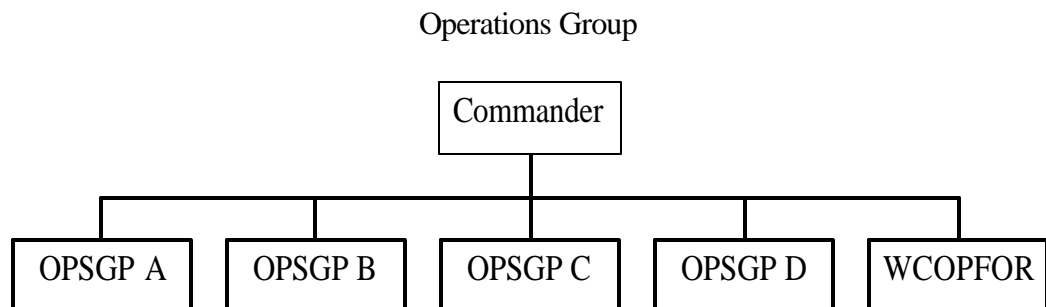 Operations Group
Commander
OPSGP A OPSGP B OPSGP C OPSGP D WCOPFOR